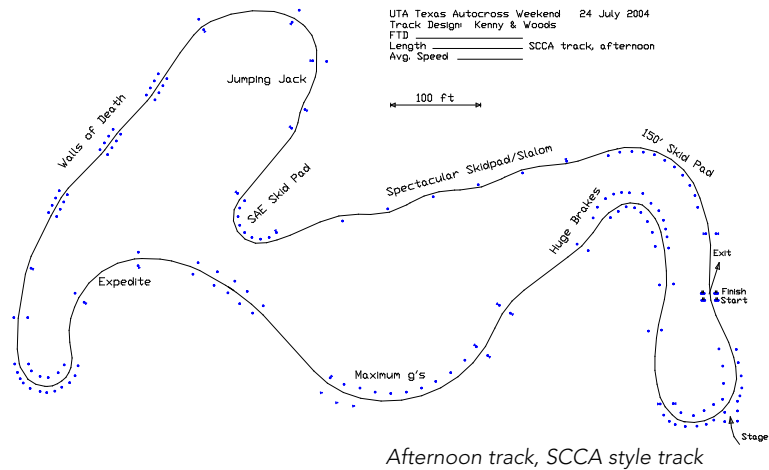 UTA Texas Autocross Weekend 24 July 2004
Track Design: Kenny & Woods
FTD
Length SCCA track, afternoon
Avg. Speed
100 ft
Jumping Jack
Walls of Death
SAE Skid Pad
Spectacular Skidpad/Slalom
150' Skid Pad
Huge Brakes
Exit
Finish
Start
Expedite
Maximum g's
Stage
Afternoon track, SCCA style track